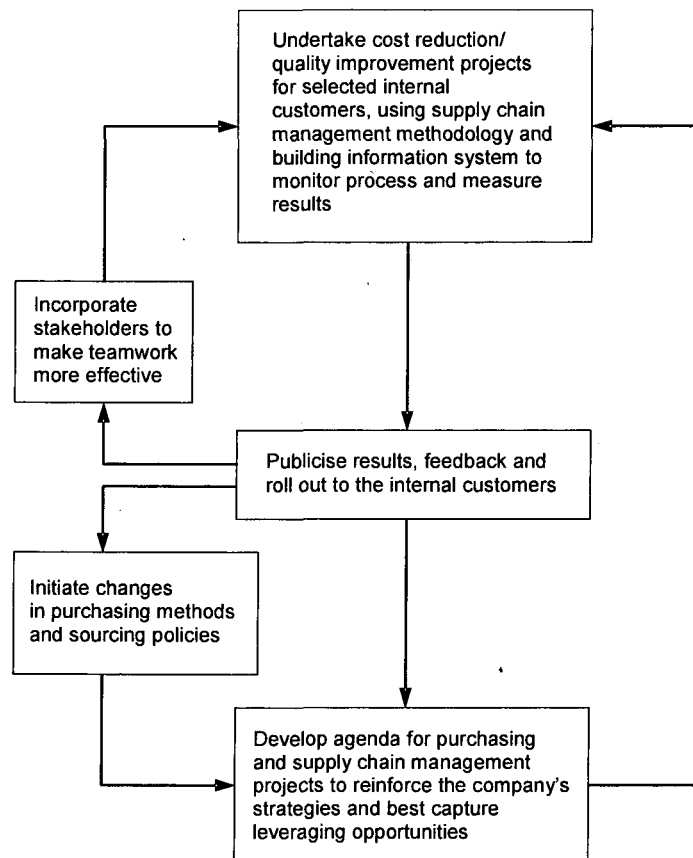 Undertake cost reduction/
quality improvement projects
for selected internal
customers, using supply chain
management methodology and
building information system to
monitor process and measure
results
Incorporate
stakeholders to
make teamwork
more effective
Publicise results, feedback and
roll out to the internal customers
Initiate changes
in purchasing methods
and sourcing policies
Develop agenda for purchasing
and supply chain management
projects to reinforce the company's
strategies and best capture
leveraging opportunities